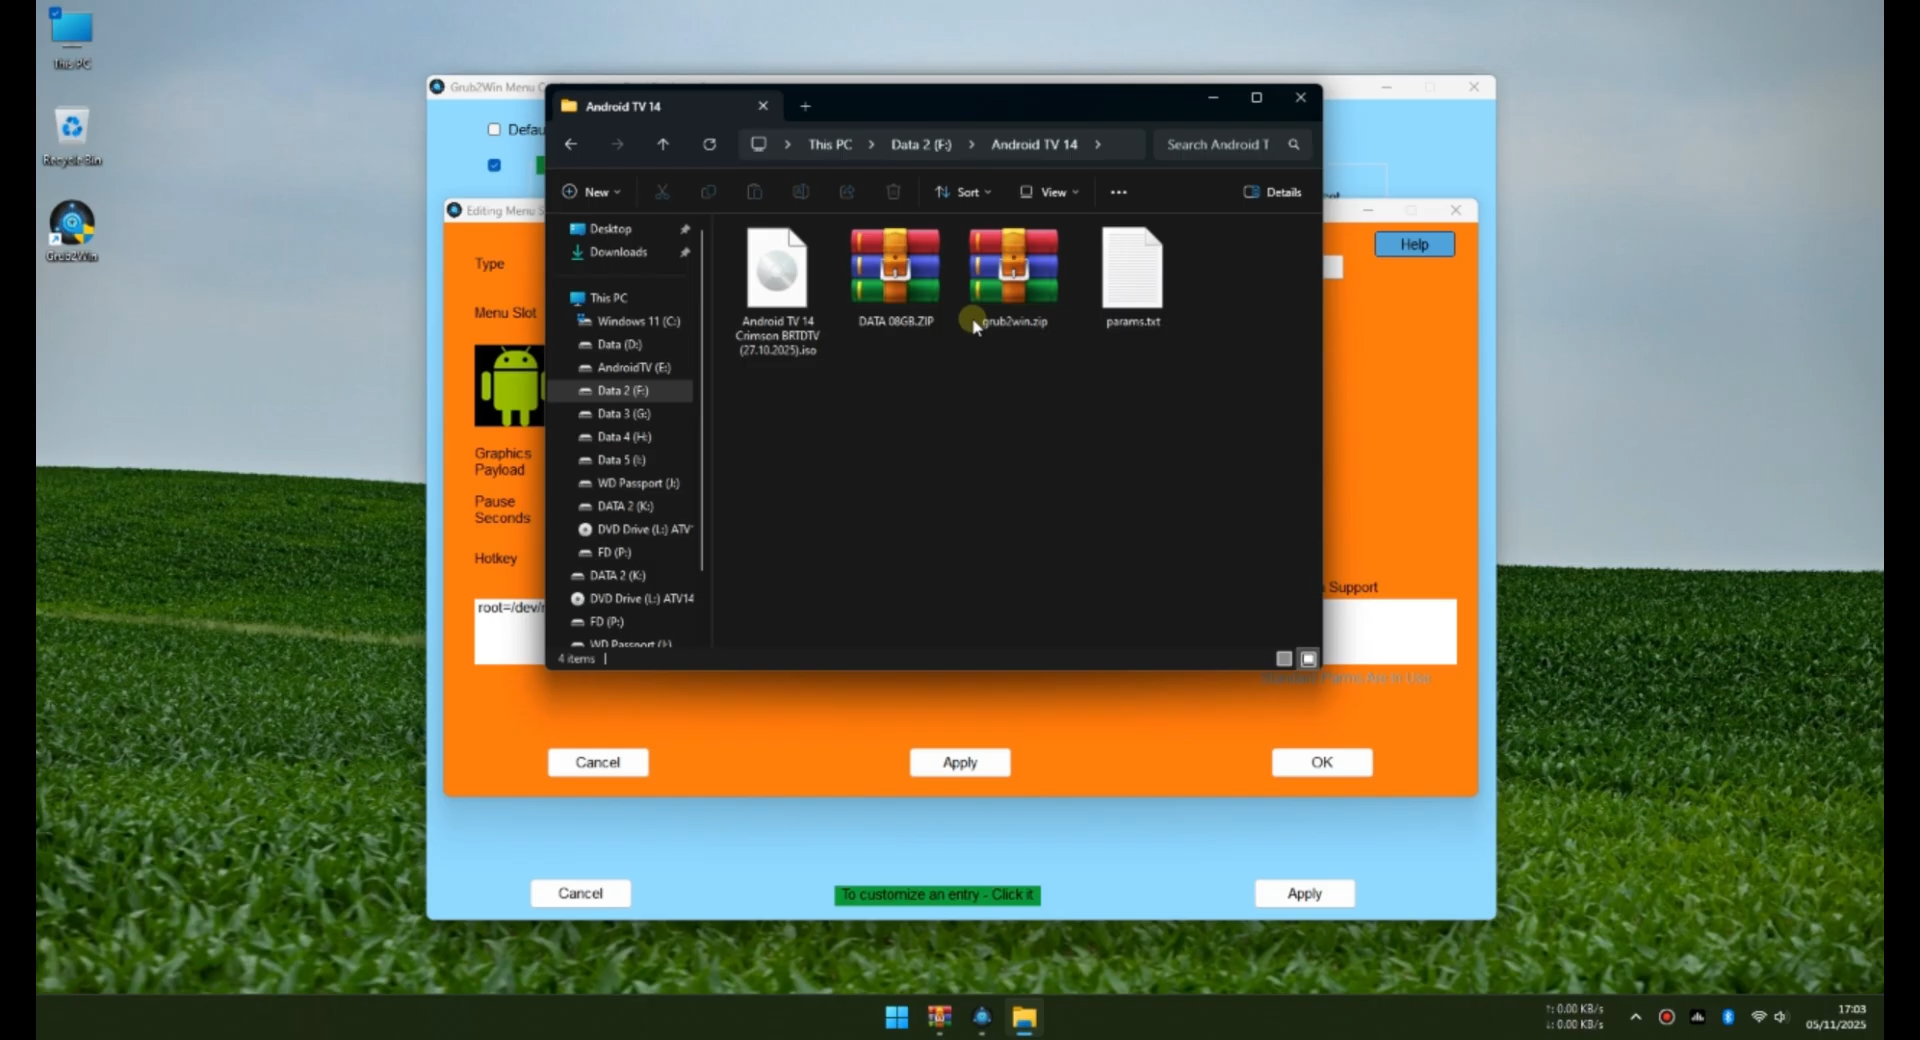 This PC
Recycle Bin
Grub2Win
Grub2Win Menu
Defau
Editing Menu S
Type
Help
Menu Slot
Graphics
Payload
Pause
Seconds
Hotkey
root=/dev/r
Support
Cancel
Apply
OK
Cancel
To customize an entry - Click it
Apply
Android TV 14
This PC > Data 2 (F:) > Android TV 14 >
Search Android T
New
Sort
View
Details
Desktop
Downloads
This PC
Windows 11 (C:)
Data (D:)
AndroidTV (E:)
Data 2 (F:)
Data 3 (G:)
Data 4 (H:)
Data 5 (I:)
WD Passport (J:)
DATA 2 (K:)
DVD Drive (L:) ATV
FD (P:)
DATA 2 (K:)
DVD Drive (L:) ATV14
FD (P:)
WD Passport (J:)
Android TV 14
Crimson BRTDTV
(27.10.2025).iso
DATA 08GB.ZIP
grub2win.zip
params.txt
4 items
↑: 0.00 KB/s
↓: 0.00 KB/s
17:03
05/11/2025